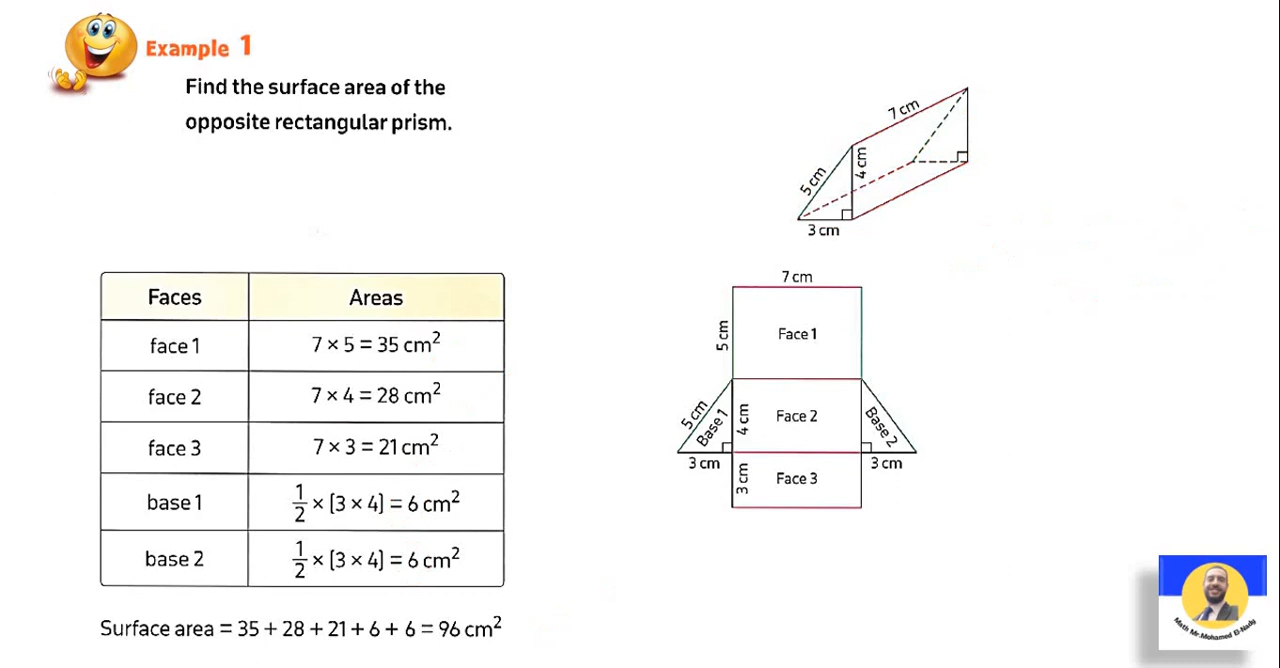 Example 1
Find the surface area of the
opposite rectangular prism.
7 cm
5 cm
4 cm
3 cm
Faces Areas
face 1 7 × 5 = 35 cm²
face 2 7 × 4 = 28 cm²
face 3 7 × 3 = 21 cm²
base 1 1/2 × [3 × 4] = 6 cm²
base 2 1/2 × [3 × 4] = 6 cm²
Surface area = 35 + 28 + 21 + 6 + 6 = 96 cm²
7 cm
5 cm
Face 1
5 cm
Base 1
4 cm
Face 2
Base 2
3 cm
3 cm
3 cm
Face 3
Math Mr.Mohamed El-Nady